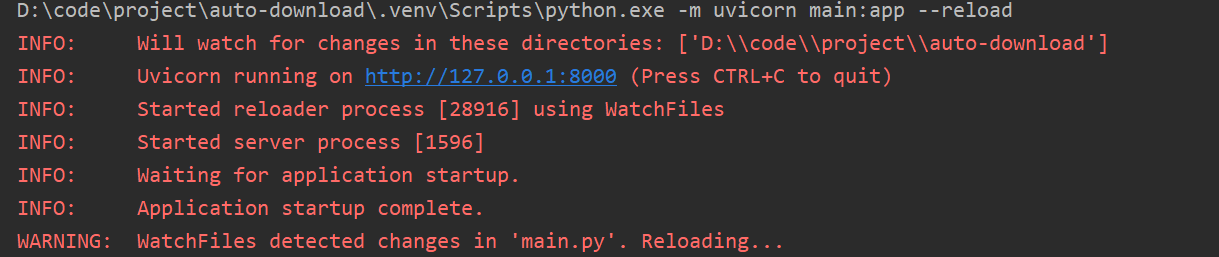 D:\code\project\auto-download\.venv\Scripts\python.exe -m uvicorn main:app --reload
INFO:     Will watch for changes in these directories: ['D:\\code\\project\\auto-download']
INFO:     Uvicorn running on http://127.0.0.1:8000 (Press CTRL+C to quit)
INFO:     Started reloader process [28916] using WatchFiles
INFO:     Started server process [1596]
INFO:     Waiting for application startup.
INFO:     Application startup complete.
WARNING:  WatchFiles detected changes in 'main.py'. Reloading...